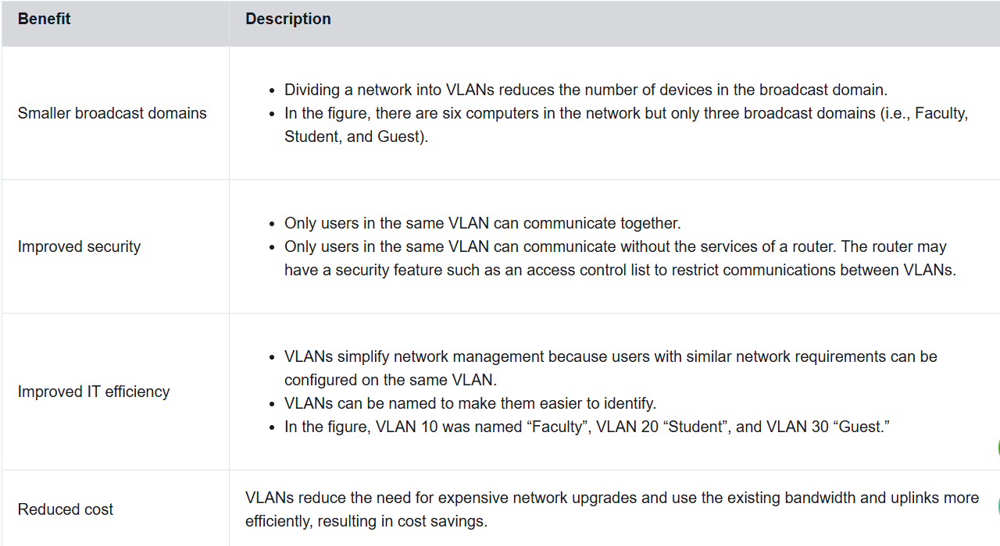 Benefit Description
Smaller broadcast domains
• Dividing a network into VLANs reduces the number of devices in the broadcast domain.
• In the figure, there are six computers in the network but only three broadcast domains (i.e., Faculty,
Student, and Guest).
Improved security
• Only users in the same VLAN can communicate together.
• Only users in the same VLAN can communicate without the services of a router. The router may
have a security feature such as an access control list to restrict communications between VLANs.
Improved IT efficiency
• VLANs simplify network management because users with similar network requirements can be
configured on the same VLAN.
• VLANs can be named to make them easier to identify.
• In the figure, VLAN 10 was named “Faculty”, VLAN 20 “Student”, and VLAN 30 “Guest.”
Reduced cost
VLANs reduce the need for expensive network upgrades and use the existing bandwidth and uplinks more
efficiently, resulting in cost savings.